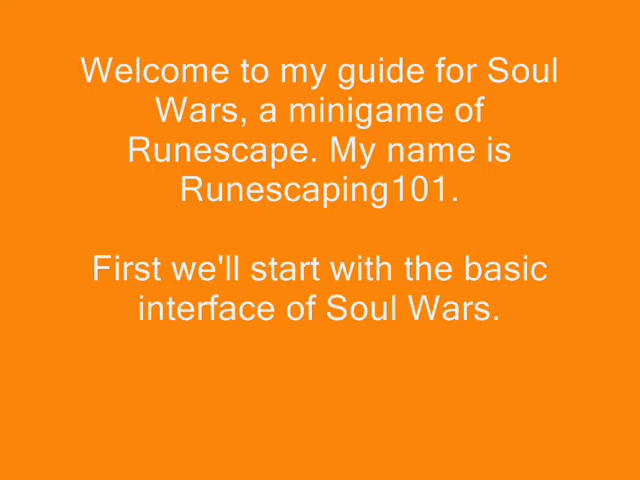 Welcome to my guide for Soul
Wars, a minigame of
Runescape. My name is
Runescaping101.
First we'll start with the basic
interface of Soul Wars.